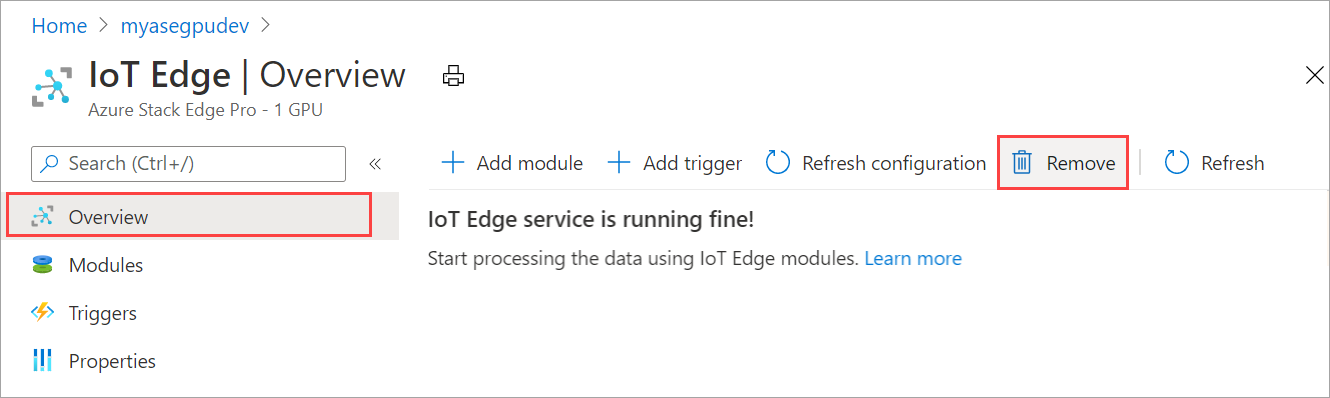 Home > myasegpudev >
IoT Edge | Overview
Azure Stack Edge Pro - 1 GPU
Search (Ctrl+/) «
Add module Add trigger Refresh configuration Remove Refresh
Overview
Modules
Triggers
Properties
IoT Edge service is running fine!
Start processing the data using IoT Edge modules. Learn more